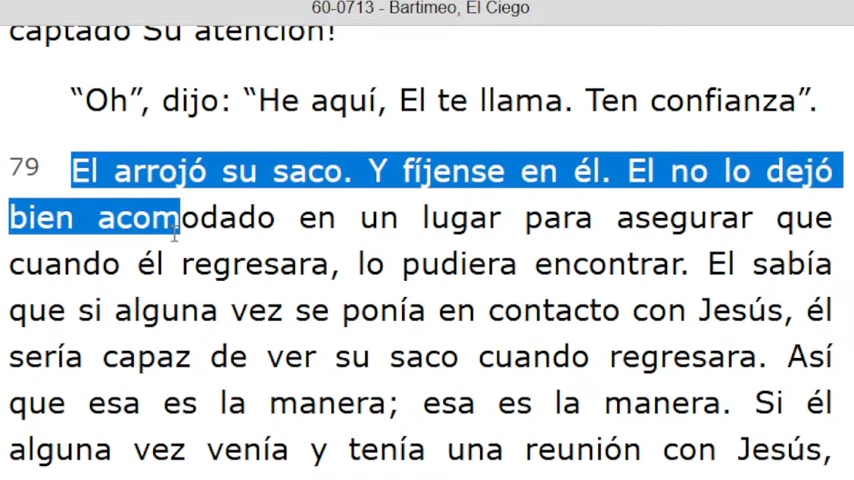 60-0713 - Bartimeo, El Ciego
captado Su atención!
“Oh”, dijo: “He aquí, El te llama. Ten confianza”.
79 El arrojó su saco. Y fíjense en él. El no lo dejó
bien acomodado en un lugar para asegurar que
cuando él regresara, lo pudiera encontrar. El sabía
que si alguna vez se ponía en contacto con Jesús, él
sería capaz de ver su saco cuando regresara. Así
que esa es la manera; esa es la manera. Si él
alguna vez venía y tenía una reunión con Jesús,